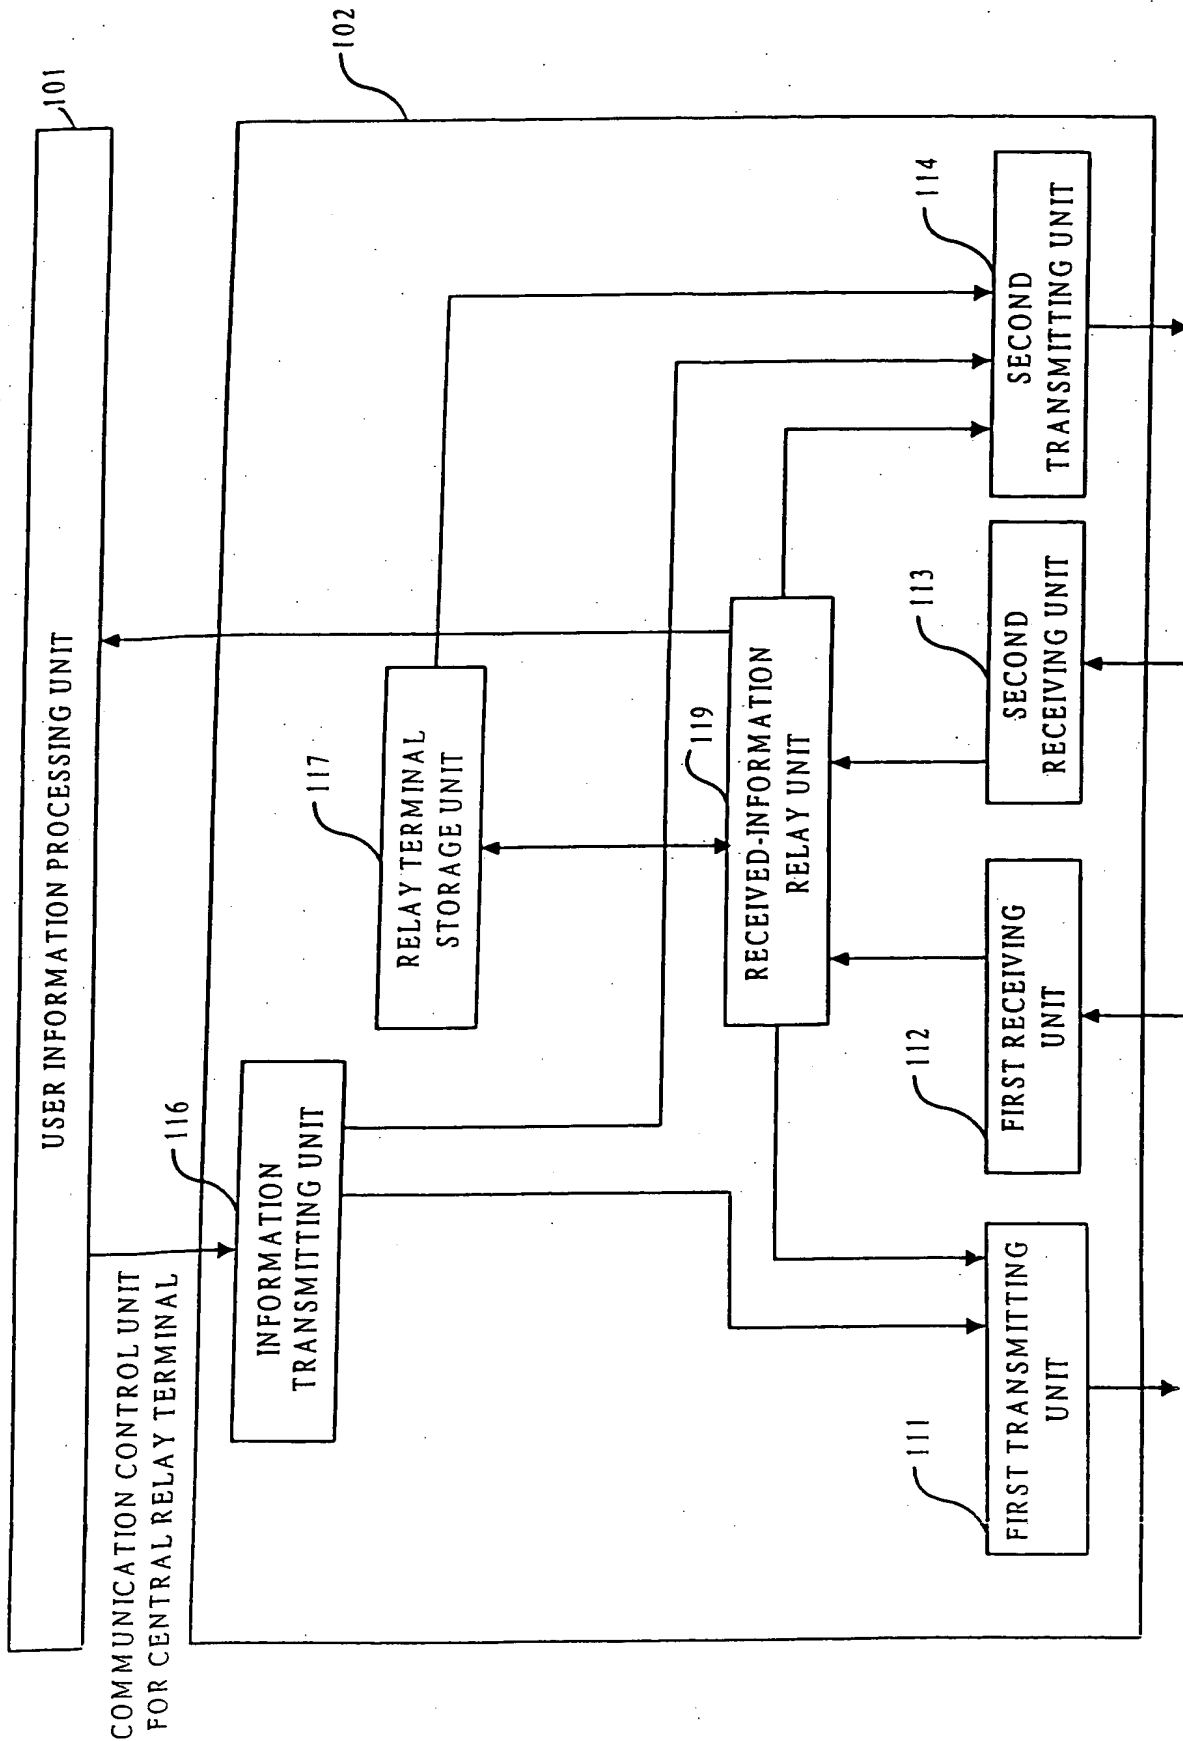 101
USER INFORMATION PROCESSING UNIT
COMMUNICATION CONTROL UNIT
FOR CENTRAL RELAY TERMINAL
102
116
INFORMATION
TRANSMITTING UNIT
117
RELAY TERMINAL
STORAGE UNIT
119
RECEIVED-INFORMATION
RELAY UNIT
111
FIRST TRANSMITTING
UNIT
112
FIRST RECEIVING
UNIT
113
SECOND
RECEIVING UNIT
114
SECOND
TRANSMITTING UNIT